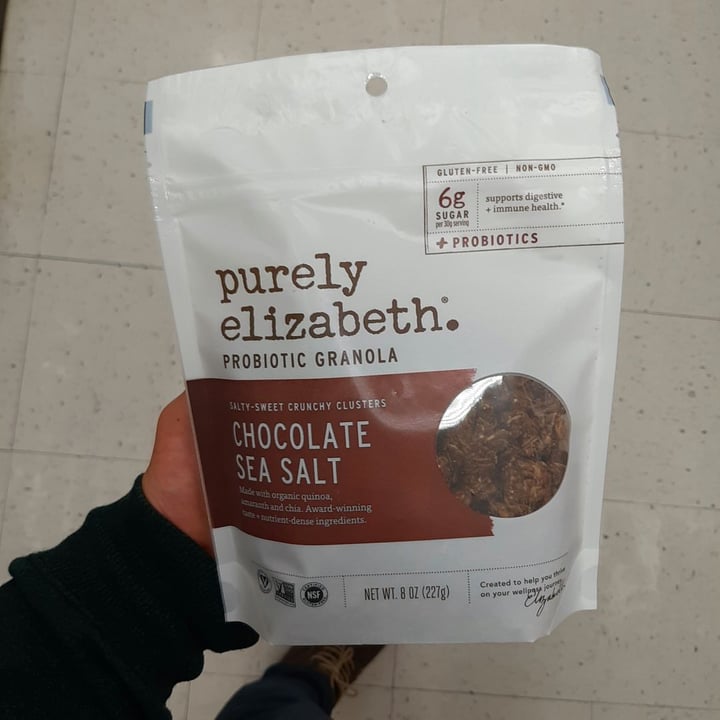 GLUTEN-FREE | NON-GMO
6g
SUGAR
per 30g serving
supports digestive
+ immune health.*
+ PROBIOTICS
purely
elizabeth®.
PROBIOTIC GRANOLA
SALTY-SWEET CRUNCHY CLUSTERS
CHOCOLATE
SEA SALT
Made with organic quinoa,
amaranth and chia. Award-winning
taste + nutrient-dense ingredients.
NSF
NET WT. 8 OZ (227g)
Created to help you thrive
on your wellness journey.
Elizabeth